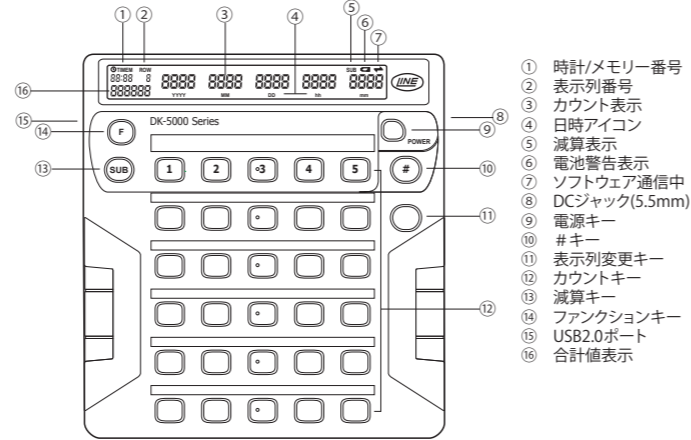 ① ② ③ ④ ⑤ ⑥ ⑦
TIMEM ROW SUB
88:88 8 8888 8888 8888 8888 8888
888888 YYYY MM DD hh mm
LINE
⑯
⑮
⑭
⑬
F
DK-5000 Series
POWER
SUB
1 2 3 4 5 #
⑧
⑨
⑩
⑪
⑫
① 時計/メモリー番号
② 表示列番号
③ カウント表示
④ 日時アイコン
⑤ 減算表示
⑥ 電池警告表示
⑦ ソフトウェア通信中
⑧ DCジャック(5.5mm)
⑨ 電源キー
⑩ #キー
⑪ 表示列変更キー
⑫ カウントキー
⑬ 減算キー
⑭ ファンクションキー
⑮ USB2.0ポート
⑯ 合計値表示